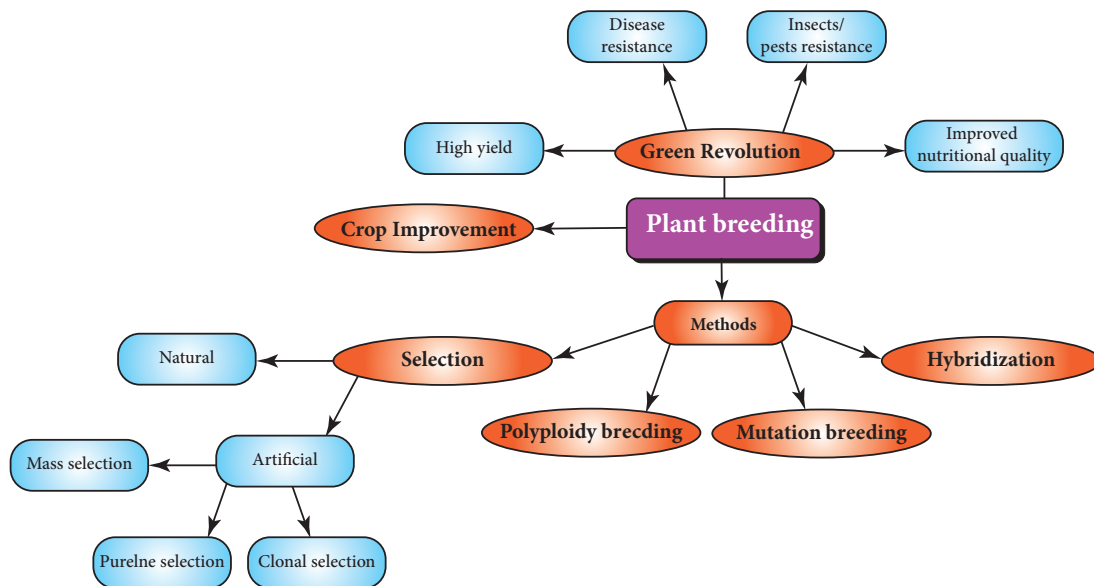 Disease
resistance
Insects/
pests resistance
High yield
Green Revolution
Improved
nutritional quality
Crop Improvement
Plant breeding
Methods
Natural
Selection
Hybridization
Polyploidy brecding
Mutation breeding
Mass selection
Artificial
Purelne selection
Clonal selection